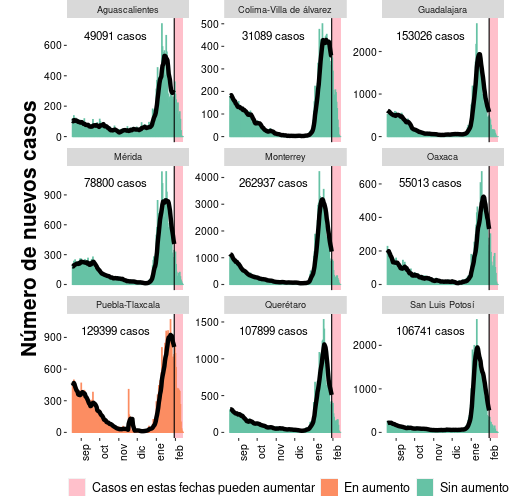 Número de nuevos casos
Aguascalientes
49091 casos
600
400
200
0
Colima-Villa de álvarez
31089 casos
500
400
300
200
100
0
Guadalajara
153026 casos
2000
1000
0
Mérida
78800 casos
900
600
300
0
Monterrey
262937 casos
4000
3000
2000
1000
0
Oaxaca
55013 casos
600
400
200
0
Puebla-Tlaxcala
129399 casos
900
600
300
0
Querétaro
107899 casos
1500
1000
500
0
San Luis Potosí
106741 casos
2000
1000
0
sep oct nov dic ene feb
sep oct nov dic ene feb
sep oct nov dic ene feb
Casos en estas fechas pueden aumentar En aumento Sin aumento